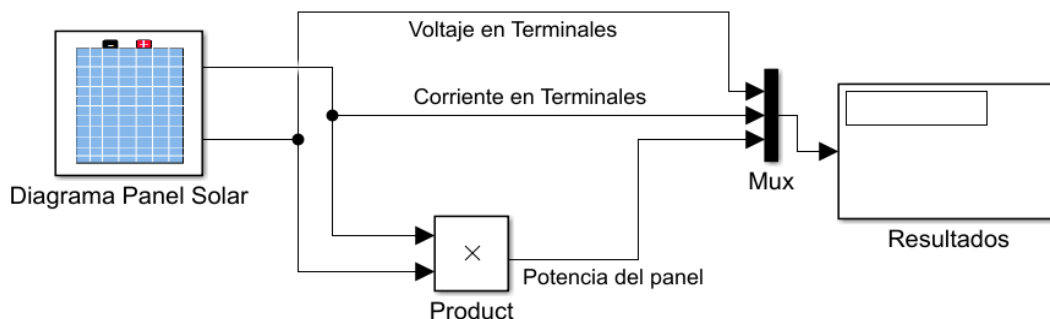 Voltaje en Terminales
Corriente en Terminales
Diagrama Panel Solar
Mux
Resultados
×
Potencia del panel
Product